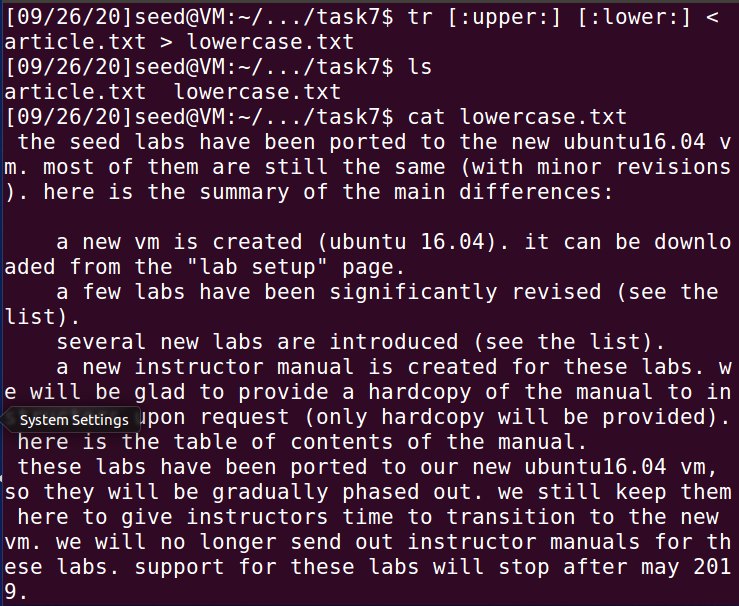 [09/26/20]seed@VM:~/.../task7$ tr [:upper:] [:lower:] <
article.txt > lowercase.txt
[09/26/20]seed@VM:~/.../task7$ ls
article.txt  lowercase.txt
[09/26/20]seed@VM:~/.../task7$ cat lowercase.txt
 the seed labs have been ported to the new ubuntu16.04 v
m. most of them are still the same (with minor revisions
). here is the summary of the main differences:

    a new vm is created (ubuntu 16.04). it can be downlo
aded from the "lab setup" page.
    a few labs have been significantly revised (see the
list).
    several new labs are introduced (see the list).
    a new instructor manual is created for these labs. w
e will be glad to provide a hardcopy of the manual to in
System Settings
upon request (only hardcopy will be provided).
 here is the table of contents of the manual.
 these labs have been ported to our new ubuntu16.04 vm,
so they will be gradually phased out. we still keep them
 here to give instructors time to transition to the new
vm. we will no longer send out instructor manuals for th
ese labs. support for these labs will stop after may 201
9.